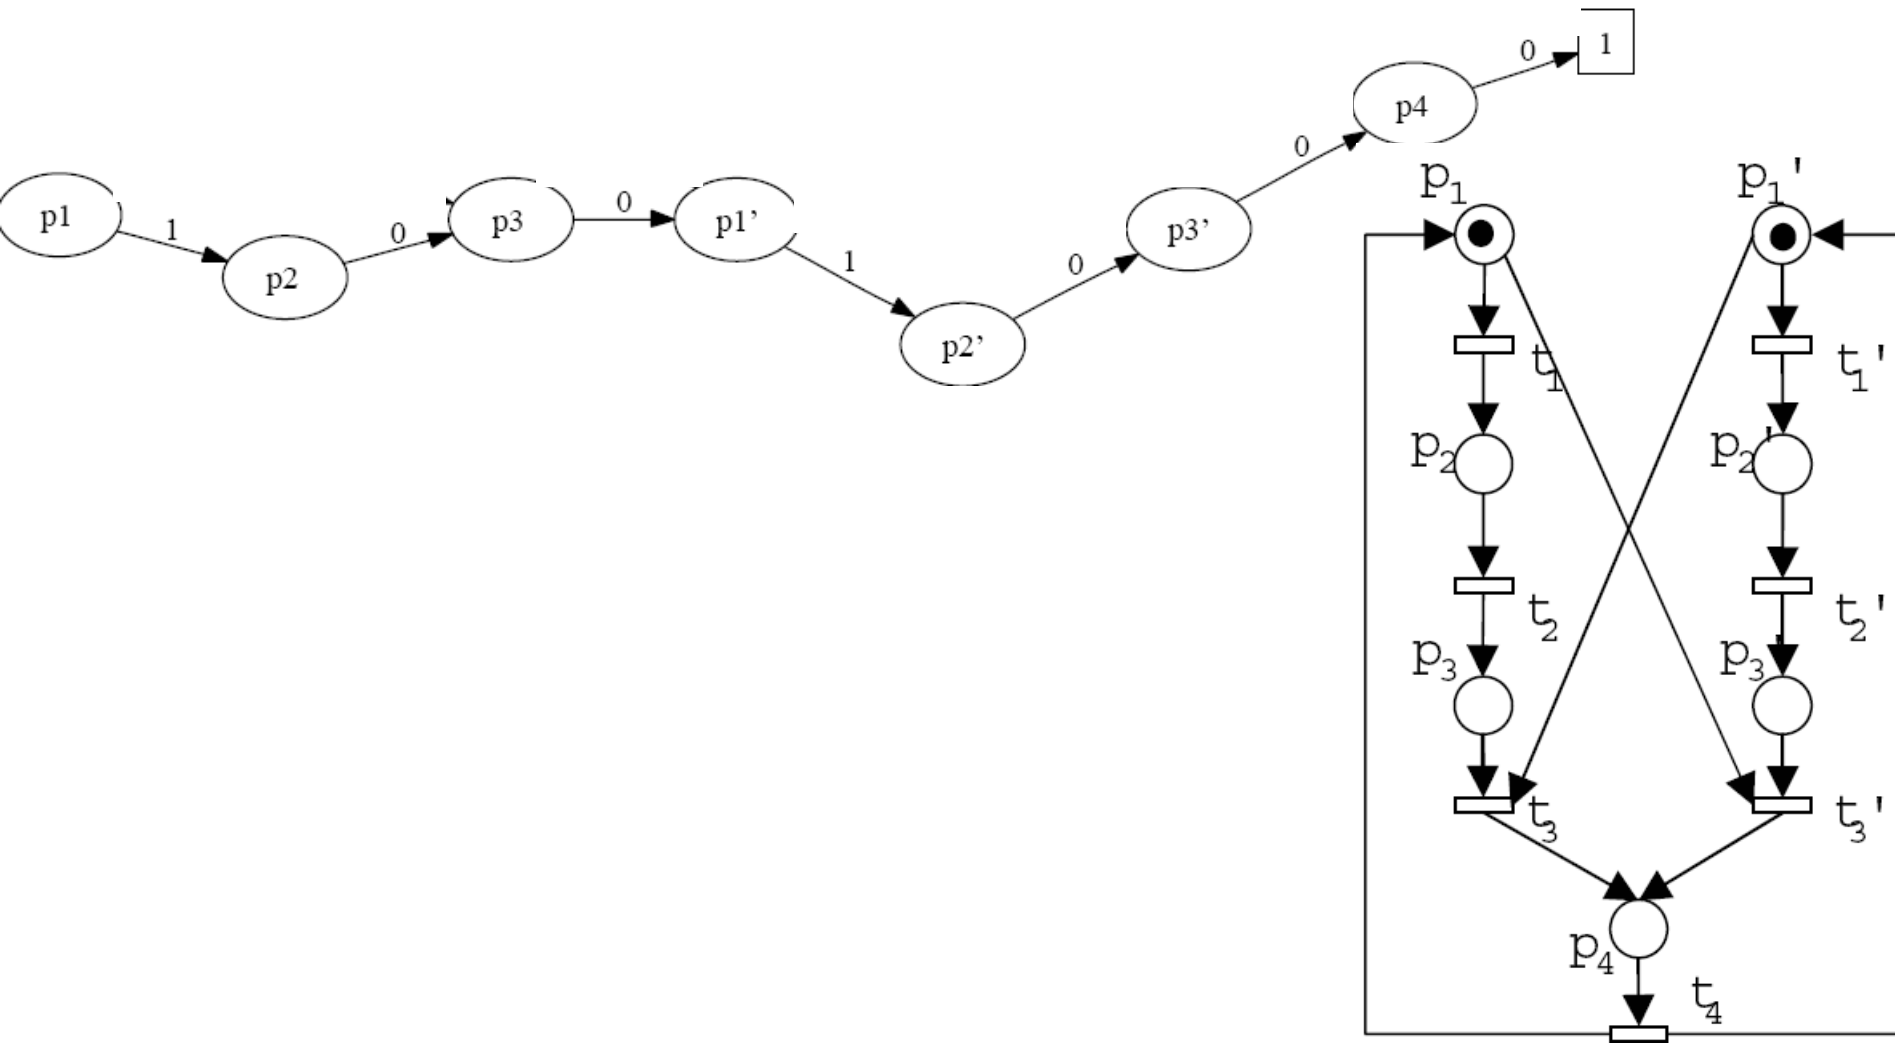 0 1
p4
0
p1 1 p2 0 p3 0 p1’ 1 p2’ 0 p3’
p1 p1'
t1 t1'
p2 p2'
t2 t2'
p3 p3'
t3 t3'
p4
t4